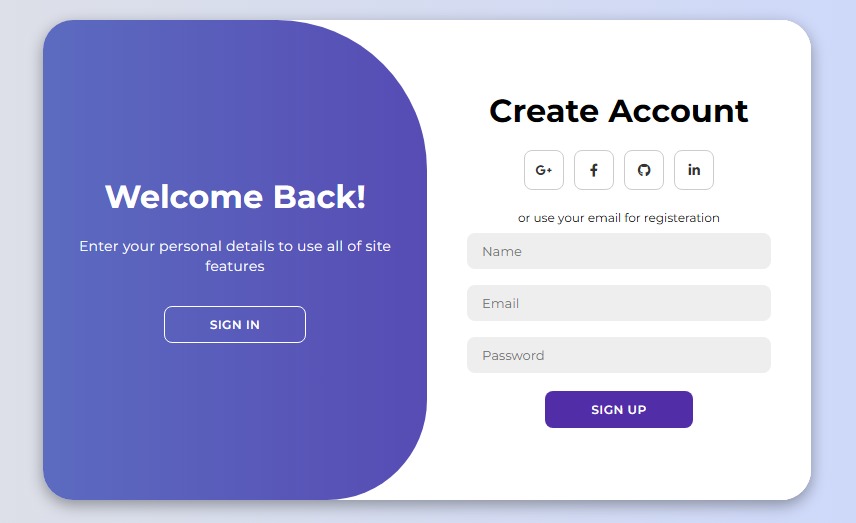 Welcome Back!
Enter your personal details to use all of site
features
SIGN IN
Create Account
G+
f
in
or use your email for registeration
Name
Email
Password
SIGN UP